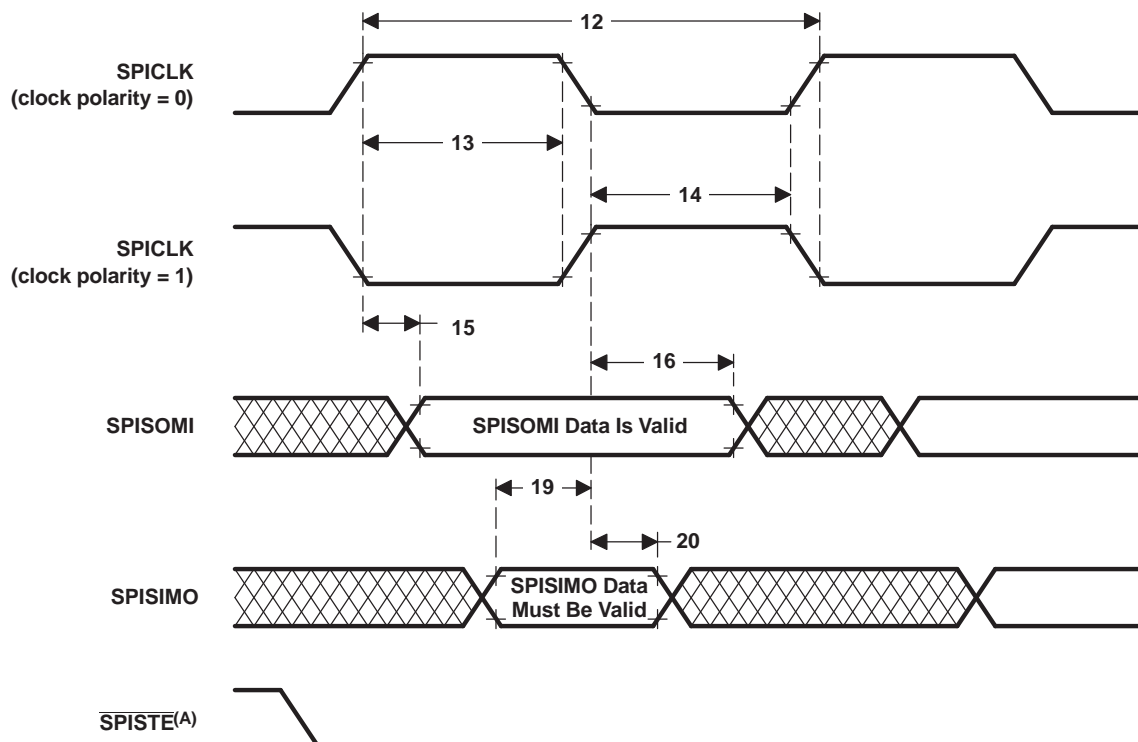 12
SPICLK
(clock polarity = 0)
13
14
SPICLK
(clock polarity = 1)
15
16
SPISOMI
SPISOMI Data Is Valid
19
20
SPISIMO
SPISIMO Data
Must Be Valid
SPISTE(A)